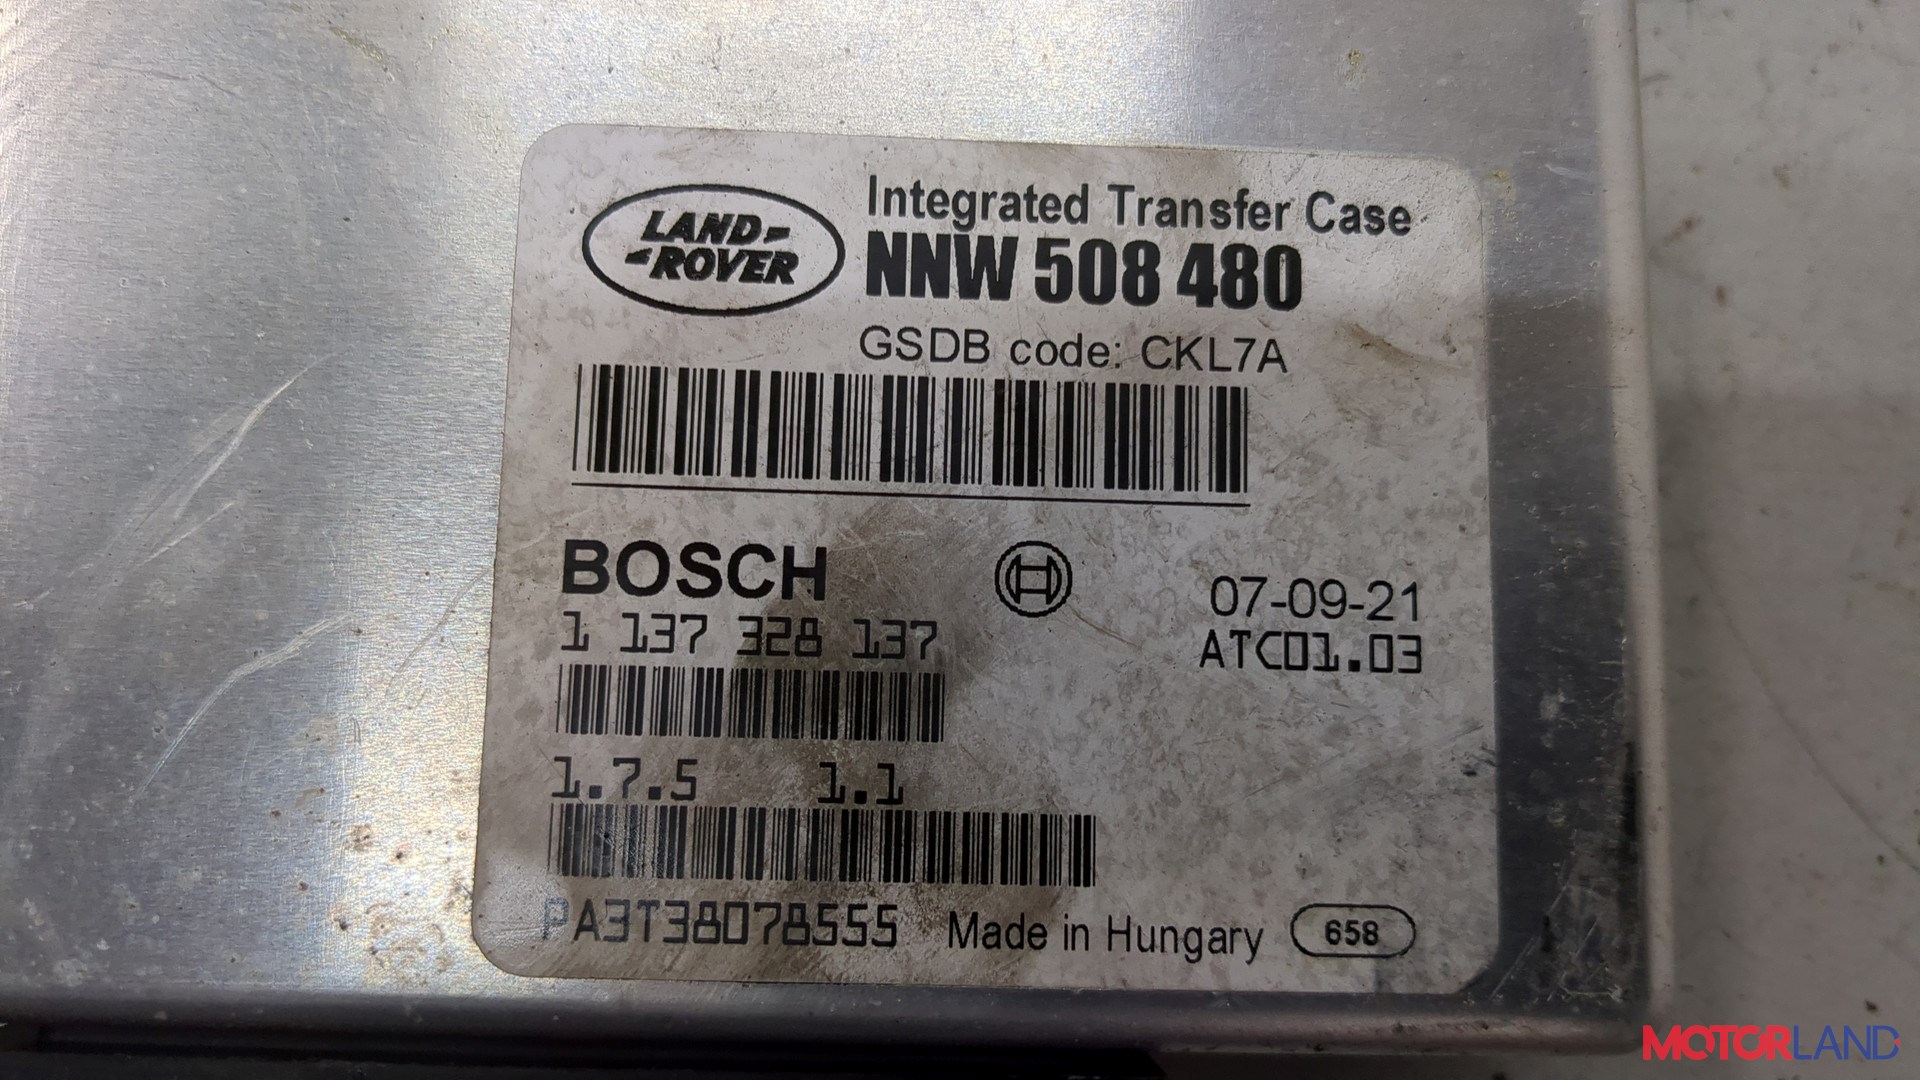 LAND-
-ROVER
Integrated Transfer Case
NNW 508 480
GSDB code: CKL7A
BOSCH
07-09-21
1 137 328 137
ATC01.03
1.7.5 1.1
PA3T38078555 Made in Hungary 658
MOTORLAND